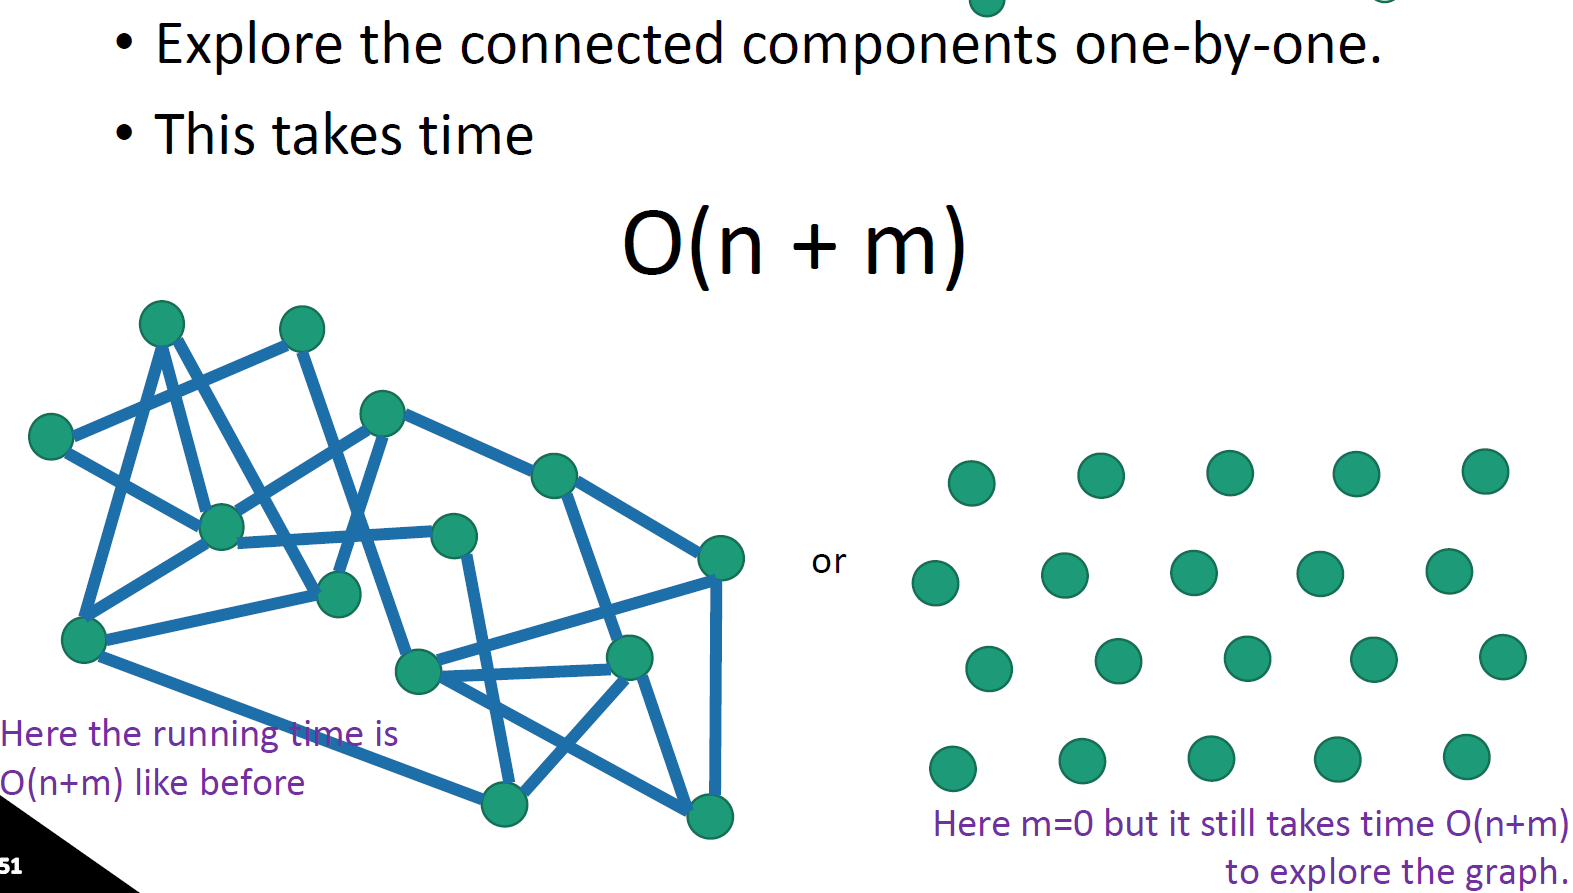 • Explore the connected components one-by-one.
• This takes time
O(n + m)
or
Here the running time is
O(n+m) like before
Here m=0 but it still takes time O(n+m)
to explore the graph.
51